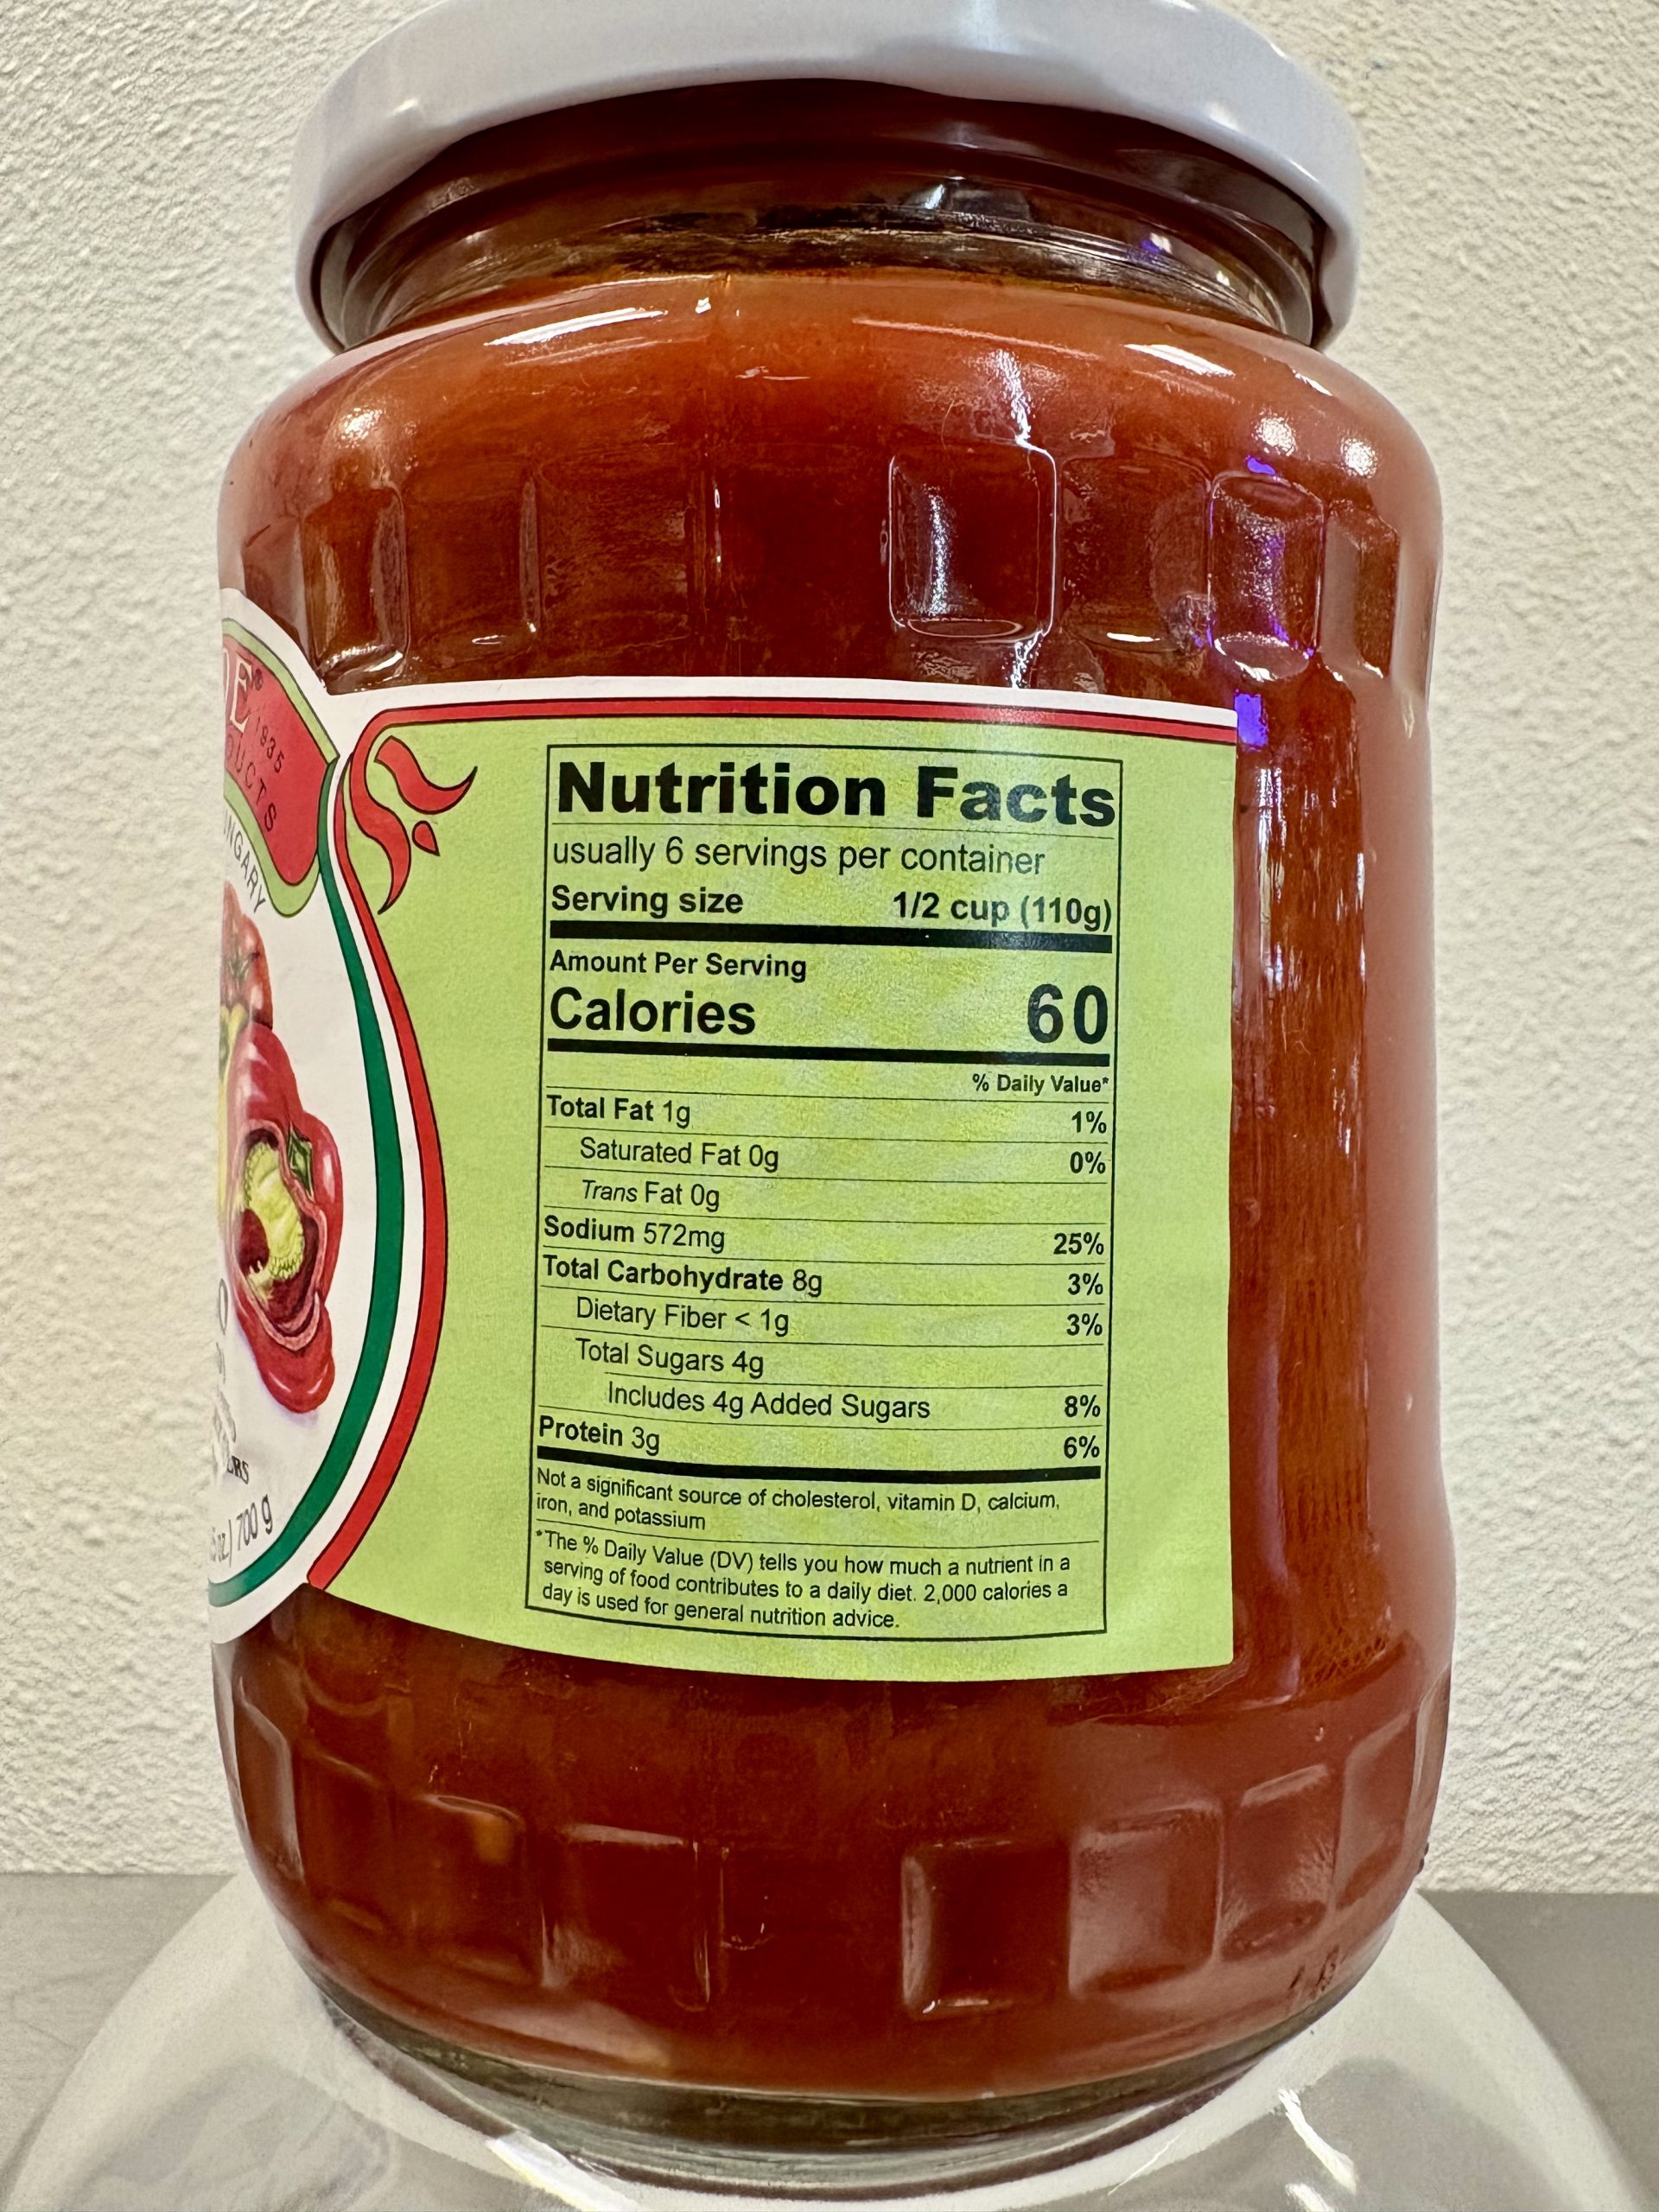 E®
1935
UCTS
NGARY
700 g
Nutrition Facts
usually 6 servings per container
Serving size 1/2 cup (110g)
Amount Per Serving
Calories 60
% Daily Value*
Total Fat 1g 1%
Saturated Fat 0g 0%
Trans Fat 0g
Sodium 572mg 25%
Total Carbohydrate 8g 3%
Dietary Fiber < 1g 3%
Total Sugars 4g
Includes 4g Added Sugars 8%
Protein 3g 6%
Not a significant source of cholesterol, vitamin D, calcium,
iron, and potassium
*The % Daily Value (DV) tells you how much a nutrient in a
serving of food contributes to a daily diet. 2,000 calories a
day is used for general nutrition advice.